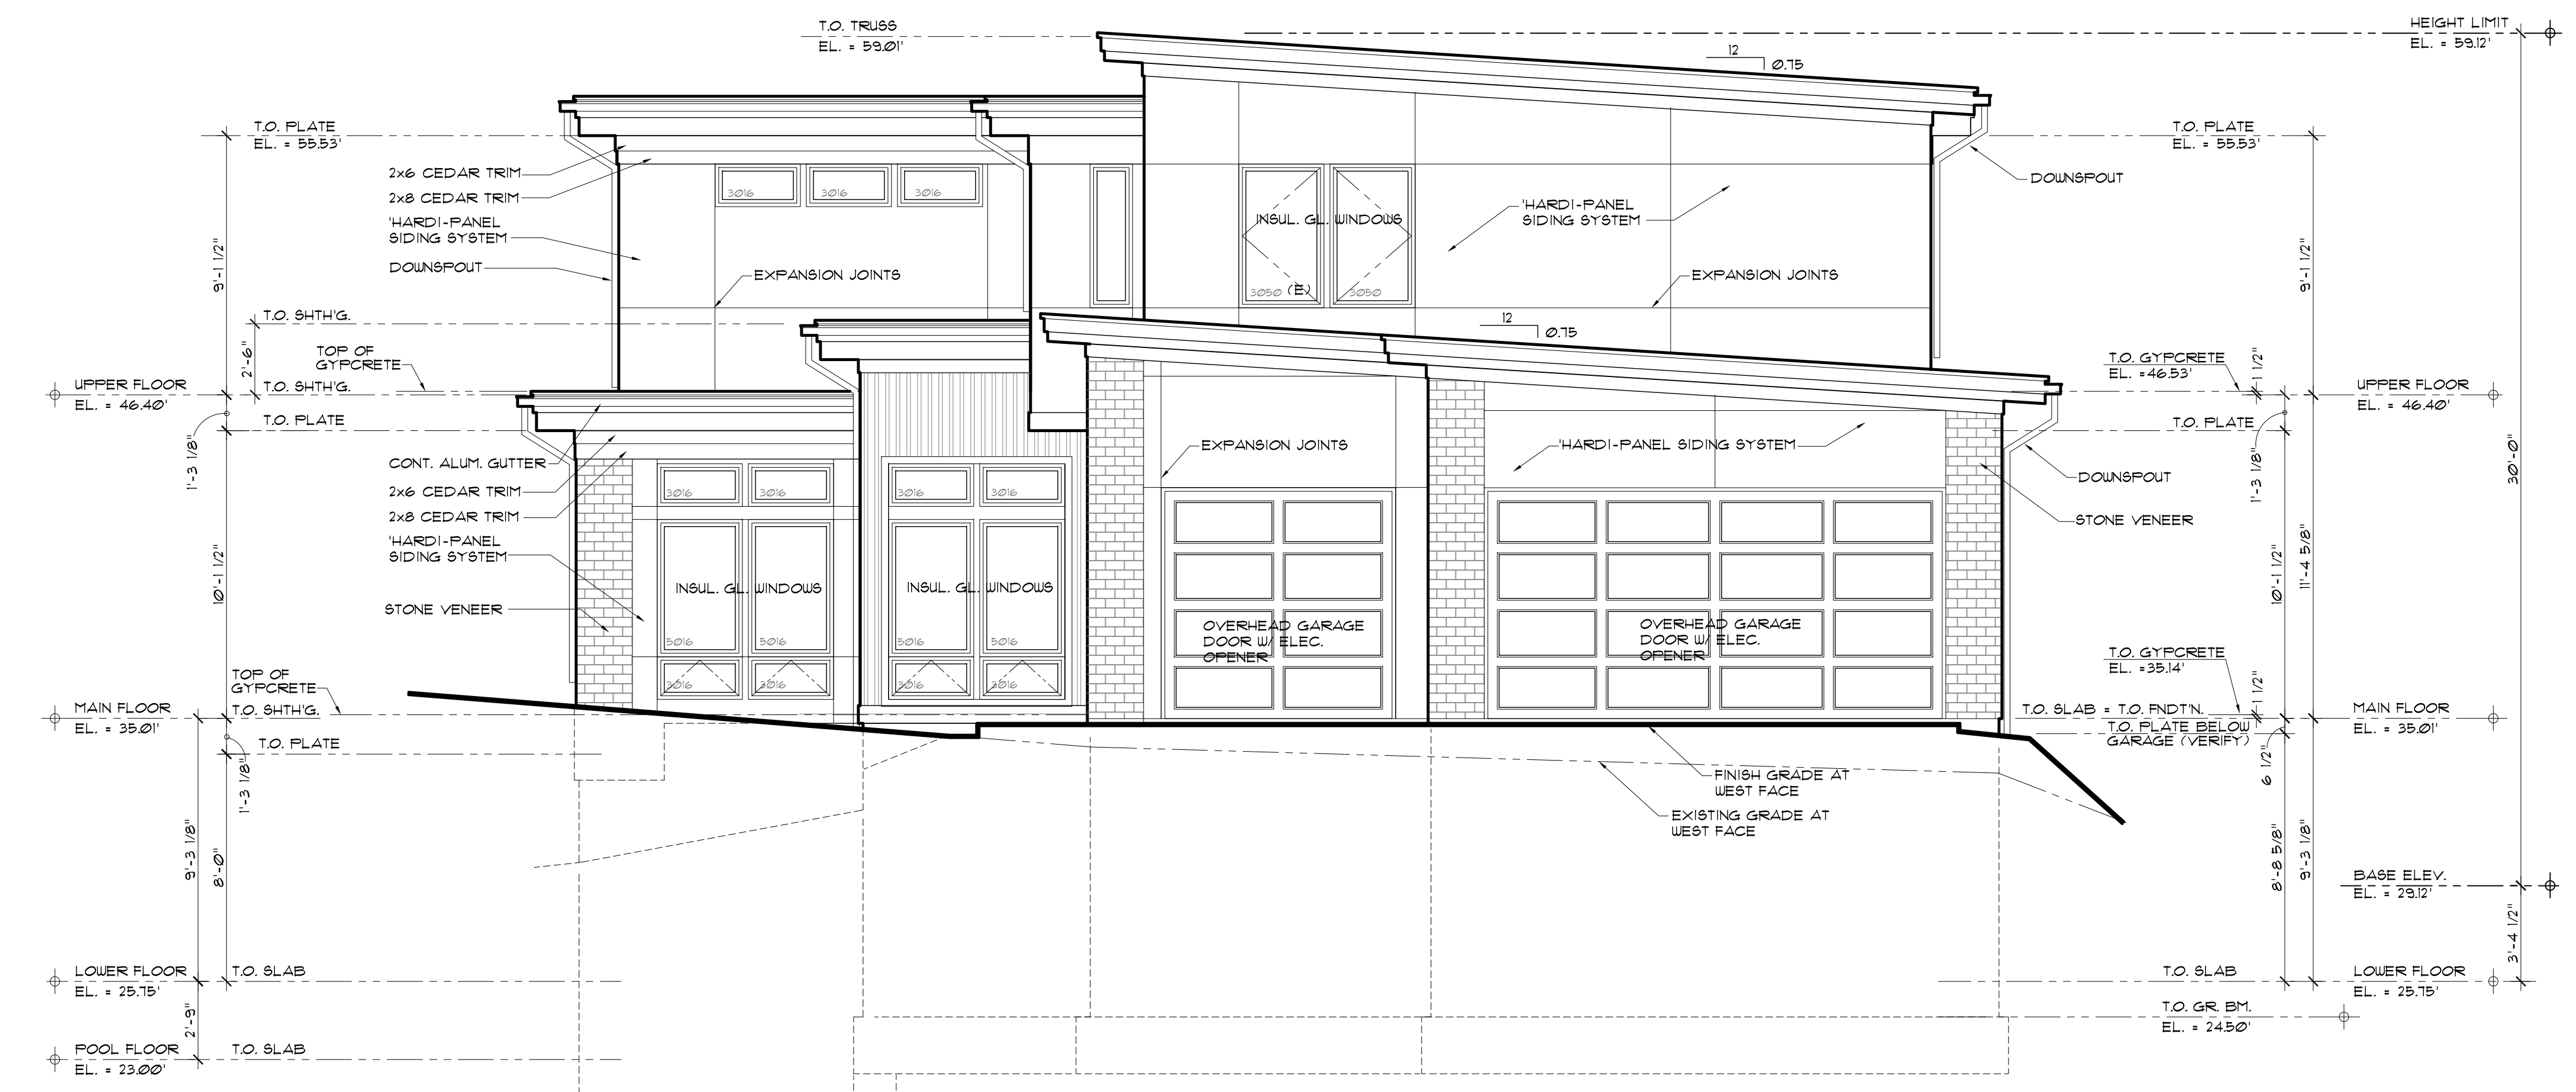 T.O. TRUSS
EL. = 59.01'
HEIGHT LIMIT
EL. = 59.12'
12
0.75
T.O. PLATE
EL. = 55.53'
T.O. PLATE
EL. = 55.53'
2x6 CEDAR TRIM
2x8 CEDAR TRIM
'HARDI-PANEL
SIDING SYSTEM
DOWNSPOUT
3016
3016
3016
EXPANSION JOINTS
INSUL. GL. WINDOWS
3050
(E)
3050
'HARDI-PANEL
SIDING SYSTEM
EXPANSION JOINTS
DOWNSPOUT
9'-1 1/2"
9'-1 1/2"
T.O. SHTH'G.
2'-6"
TOP OF
GYPCRETE
T.O. SHTH'G.
UPPER FLOOR
EL. = 46.40'
T.O. PLATE
1'-3 1/8"
12
0.75
T.O. GYPCRETE
EL. =46.53'
1 1/2"
UPPER FLOOR
EL. = 46.40'
T.O. PLATE
1'-3 1/8"
30'-0"
CONT. ALUM. GUTTER
2x6 CEDAR TRIM
2x8 CEDAR TRIM
'HARDI-PANEL
SIDING SYSTEM
STONE VENEER
EXPANSION JOINTS
'HARDI-PANEL SIDING SYSTEM
DOWNSPOUT
STONE VENEER
3016
3016
3016
3016
INSUL. GL. WINDOWS
INSUL. GL. WINDOWS
5016
5016
5016
5016
3016
3016
3016
3016
OVERHEAD GARAGE
DOOR W/ ELEC.
OPENER
OVERHEAD GARAGE
DOOR W/ ELEC.
OPENER
10'-1 1/2"
10'-1 1/2"
11'-4 5/8"
TOP OF
GYPCRETE
T.O. SHTH'G.
MAIN FLOOR
EL. = 35.01'
T.O. PLATE
1'-3 1/8"
T.O. GYPCRETE
EL. =35.14'
1 1/2"
T.O. SLAB = T.O. FNDT'N.
T.O. PLATE BELOW
GARAGE (VERIFY)
MAIN FLOOR
EL. = 35.01'
6 1/2"
FINISH GRADE AT
WEST FACE
EXISTING GRADE AT
WEST FACE
9'-3 1/8"
8'-0"
8'-8 5/8"
9'-3 1/8"
BASE ELEV.
EL. = 29.12'
3'-4 1/2"
LOWER FLOOR
EL. = 25.75'
T.O. SLAB
T.O. SLAB
LOWER FLOOR
EL. = 25.75'
2'-9"
T.O. GR. BM.
EL. = 24.50'
POOL FLOOR
EL. = 23.00'
T.O. SLAB